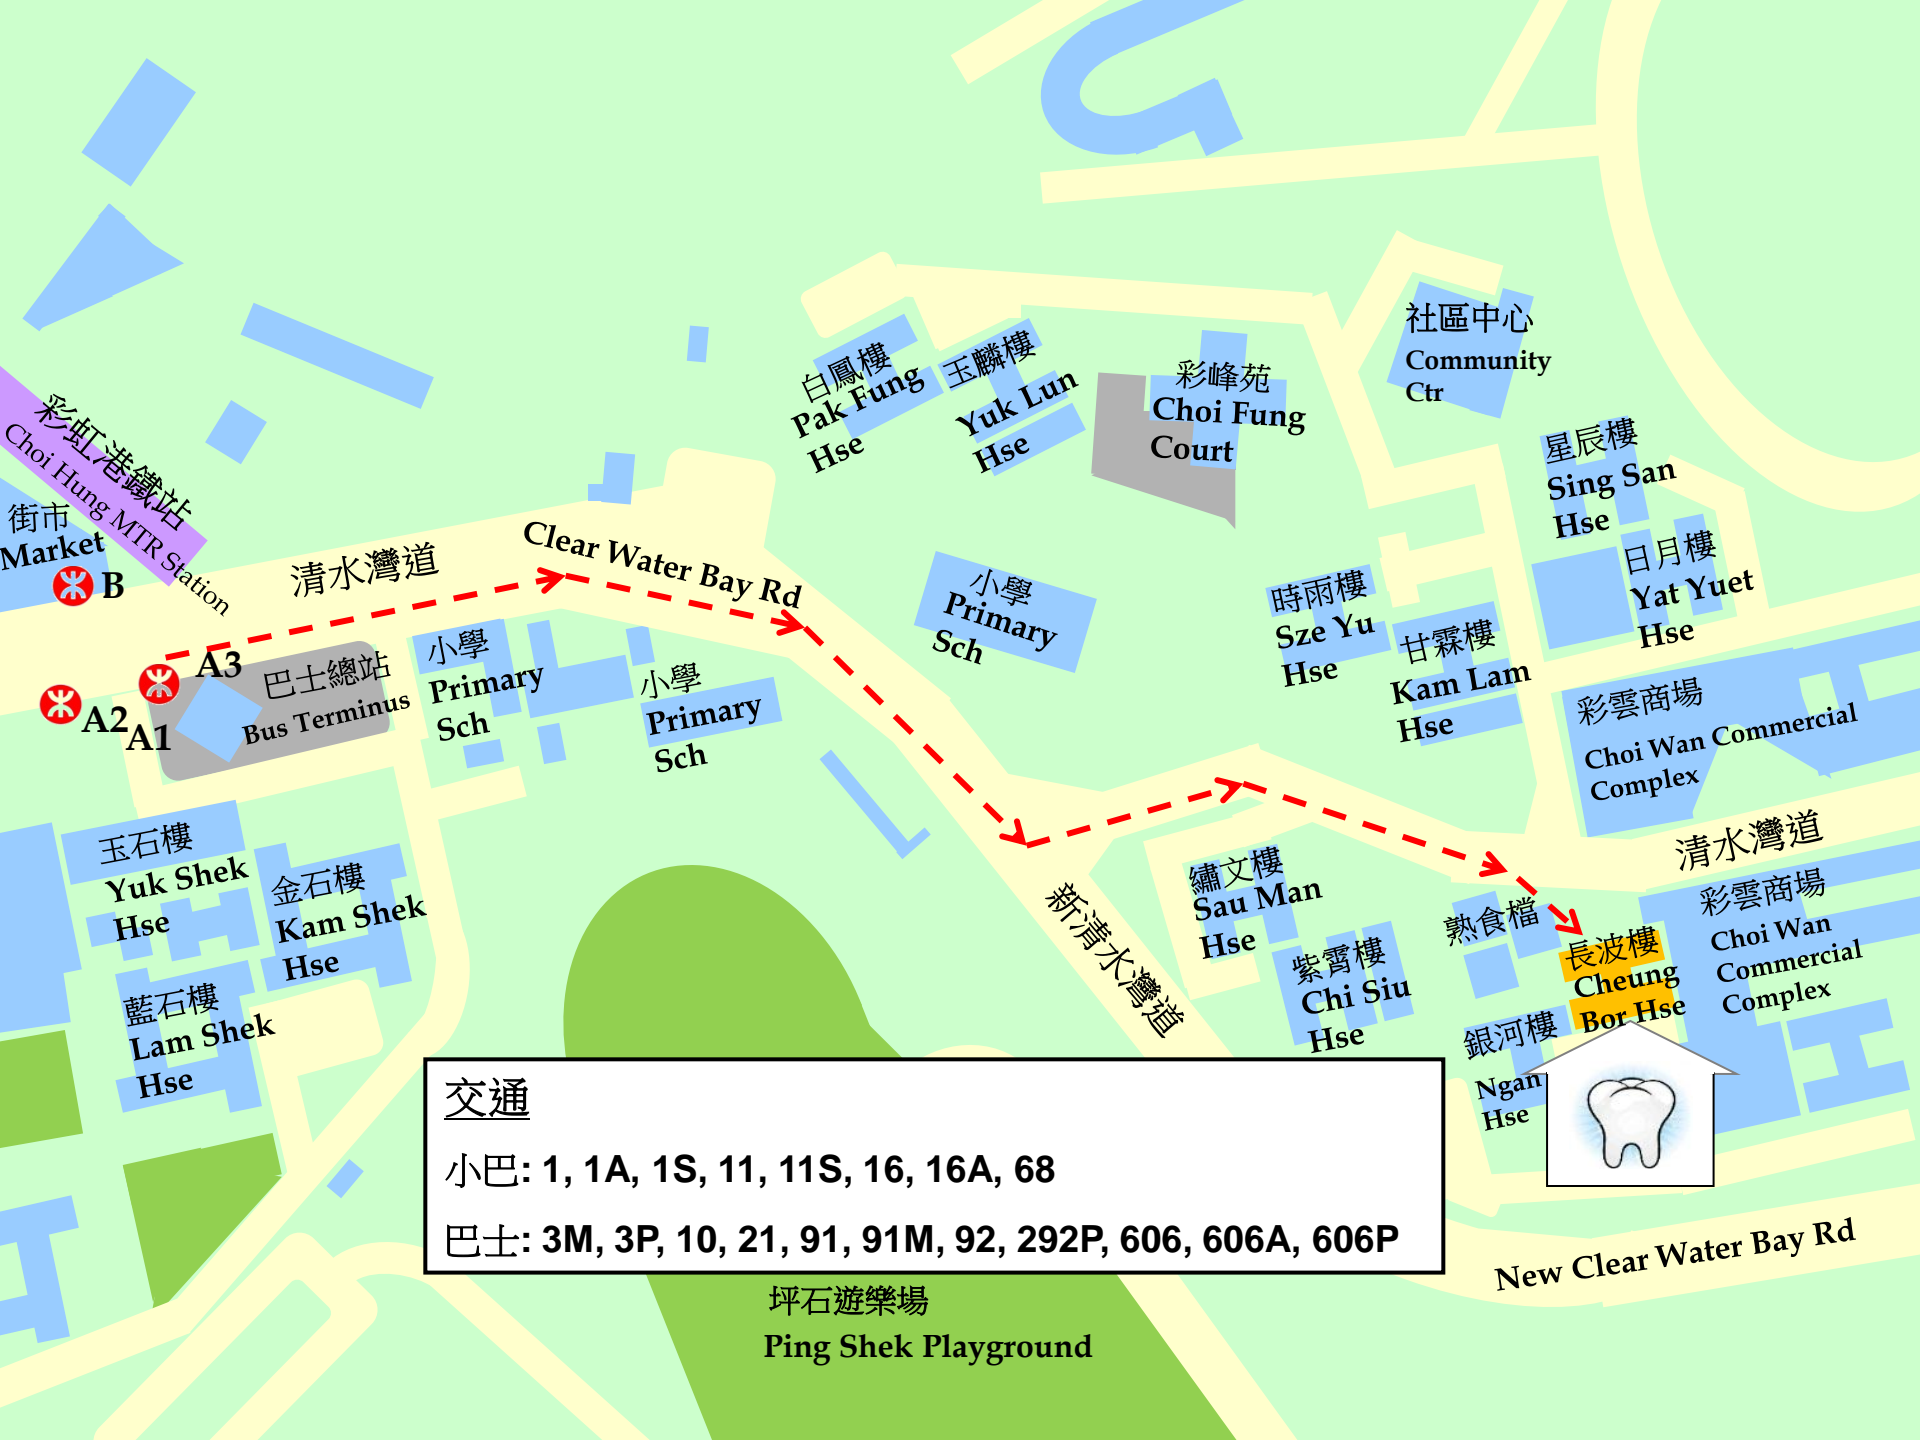 社區中心
Community
Ctr
白鳳樓
Pak Fung
Hse
玉麟樓
Yuk Lun
Hse
彩峰苑
Choi Fung
Court
彩虹港鐵站
Choi Hung MTR Station
街市
Market
B
清水灣道
Clear Water Bay Rd
星辰樓
Sing San
Hse
日月樓
Yat Yuet
Hse
小學
Primary
Sch
時雨樓
Sze Yu
Hse
甘霖樓
Kam Lam
Hse
A3
A2
A1
巴士總站
Bus Terminus
小學
Primary
Sch
小學
Primary
Sch
彩雲商場
Choi Wan Commercial
Complex
清水灣道
玉石樓
Yuk Shek
Hse
金石樓
Kam Shek
Hse
藍石樓
Lam Shek
Hse
新清水灣道
繡文樓
Sau Man
Hse
紫霄樓
Chi Siu
Hse
熟食檔
長波樓
Cheung
Bor Hse
彩雲商場
Choi Wan
Commercial
Complex
銀河樓
Ngan
Hse
交通
小巴: 1, 1A, 1S, 11, 11S, 16, 16A, 68
巴士: 3M, 3P, 10, 21, 91, 91M, 92, 292P, 606, 606A, 606P
New Clear Water Bay Rd
坪石遊樂場
Ping Shek Playground